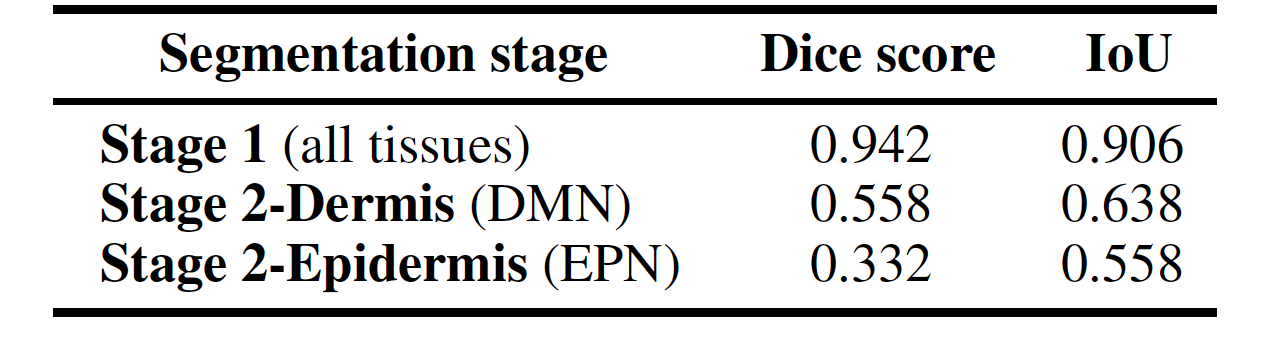 Segmentation stage Dice score IoU
Stage 1 (all tissues) 0.942 0.906
Stage 2-Dermis (DMN) 0.558 0.638
Stage 2-Epidermis (EPN) 0.332 0.558